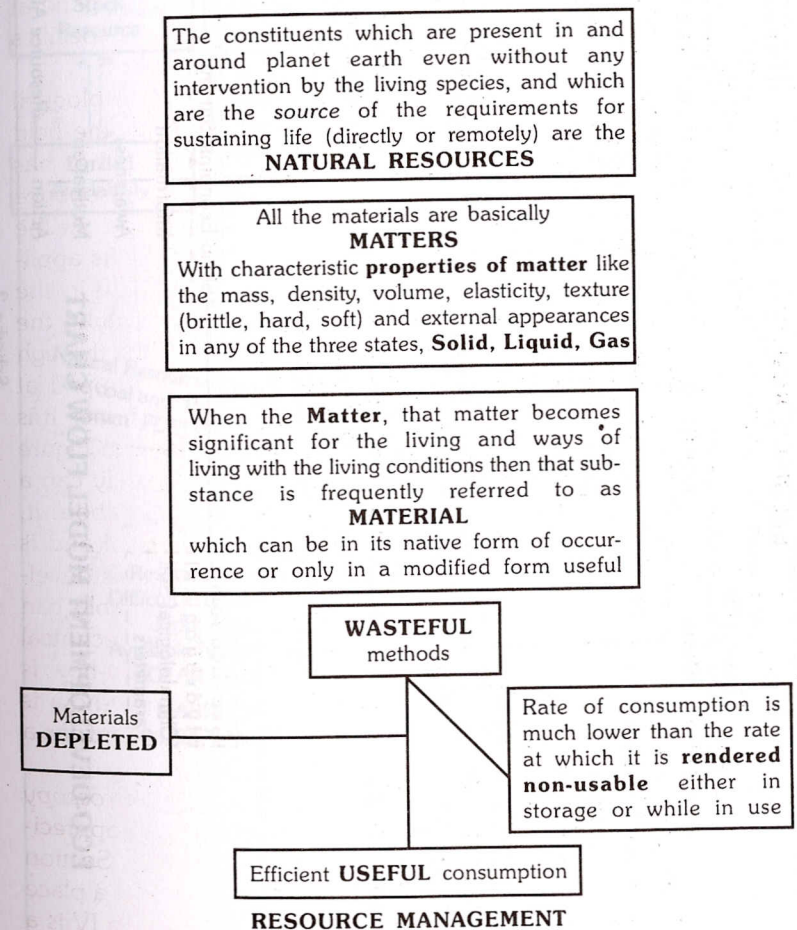 The constituents which are present in and
around planet earth even without any
intervention by the living species, and which
are the source of the requirements for
sustaining life (directly or remotely) are the
NATURAL RESOURCES
All the materials are basically
MATTERS
With characteristic properties of matter like
the mass, density, volume, elasticity, texture
(brittle, hard, soft) and external appearances
in any of the three states, Solid, Liquid, Gas
When the Matter, that matter becomes
significant for the living and ways of
living with the living conditions then that sub-
stance is frequently referred to as
MATERIAL
which can be in its native form of occur-
rence or only in a modified form useful
WASTEFUL
methods
Materials
DEPLETED
Rate of consumption is
much lower than the rate
at which it is rendered
non-usable either in
storage or while in use
Efficient USEFUL consumption
RESOURCE MANAGEMENT